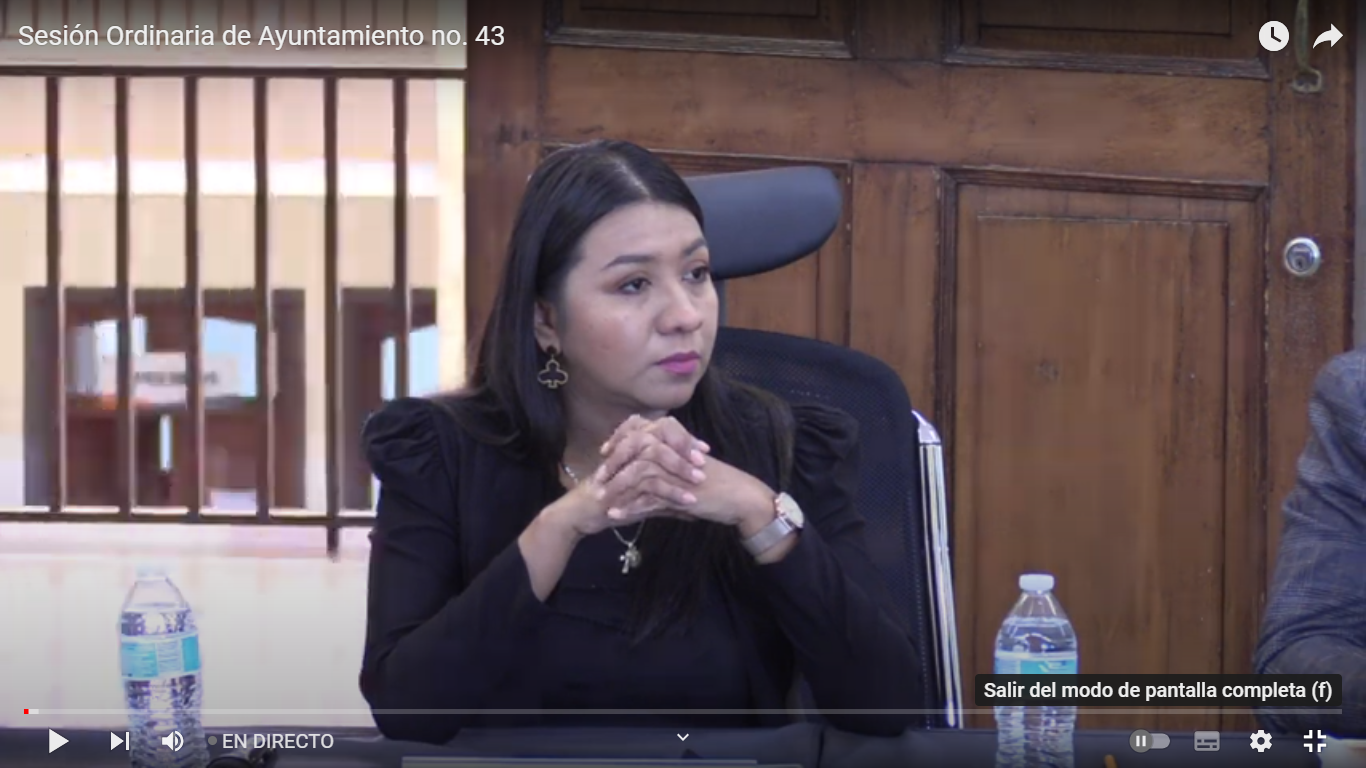 Sesión Ordinaria de Ayuntamiento no. 43
Salir del modo de pantalla completa (f)
EN DIRECTO